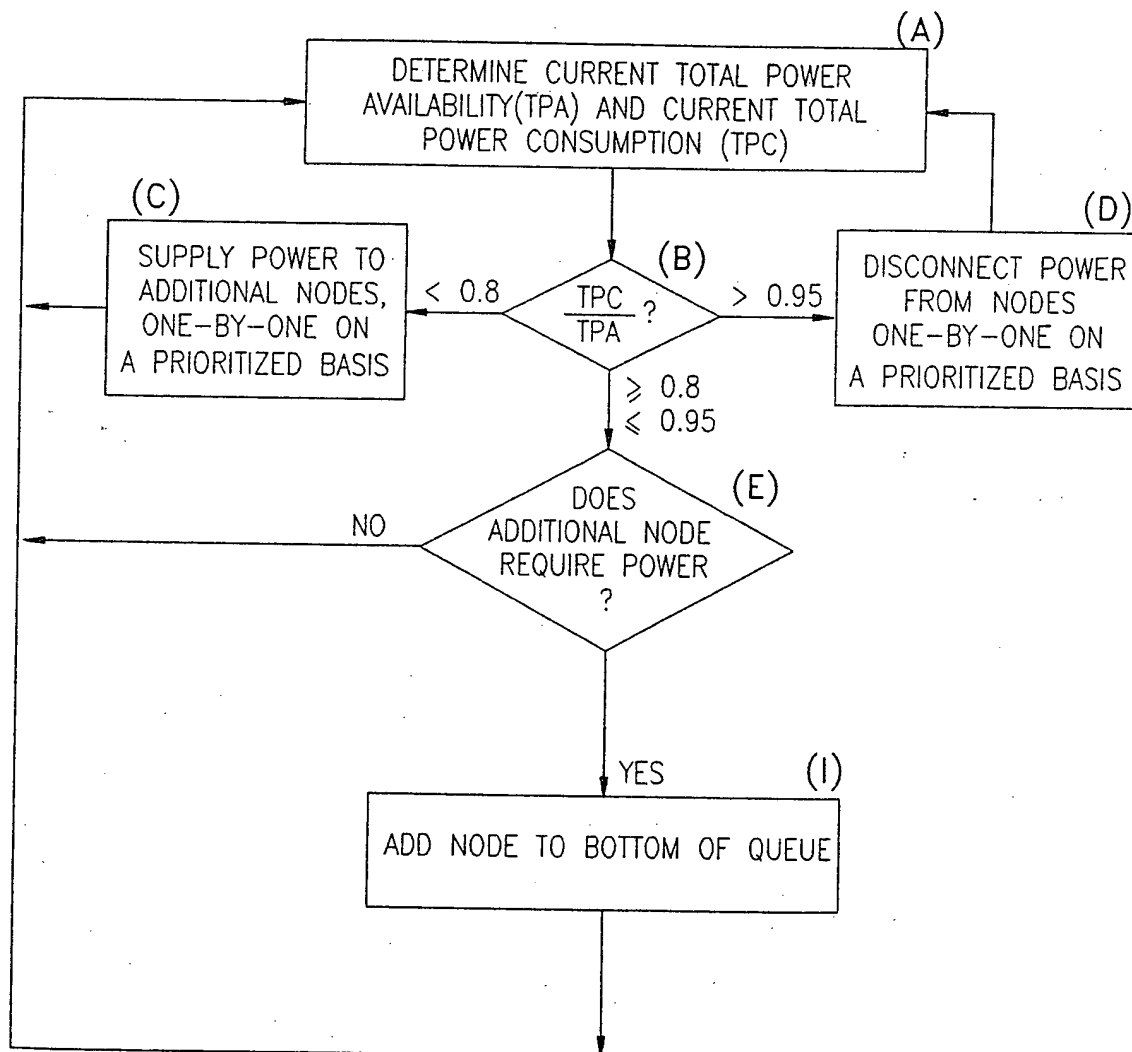 (A)
DETERMINE CURRENT TOTAL POWER
AVAILABILITY(TPA) AND CURRENT TOTAL
POWER CONSUMPTION (TPC)
(C)
SUPPLY POWER TO
ADDITIONAL NODES,
ONE-BY-ONE ON
A PRIORITIZED BASIS
< 0.8
(B)
TPC
TPA
?
> 0.95
(D)
DISCONNECT POWER
FROM NODES
ONE-BY-ONE ON
A PRIORITIZED BASIS
⩾ 0.8
⩽ 0.95
(E)
DOES
ADDITIONAL NODE
REQUIRE POWER
?
NO
YES
(I)
ADD NODE TO BOTTOM OF QUEUE